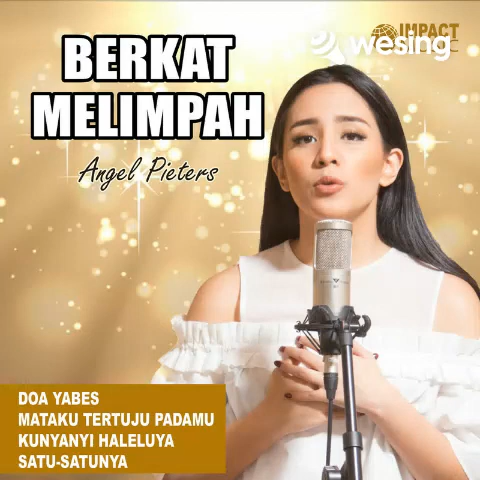 IMPACT
wesing
BERKAT
MELIMPAH
Angel Pieters
DOA YABES
MATAKU TERTUJU PADAMU
KUNYANYI HALELUYA
SATU-SATUNYA